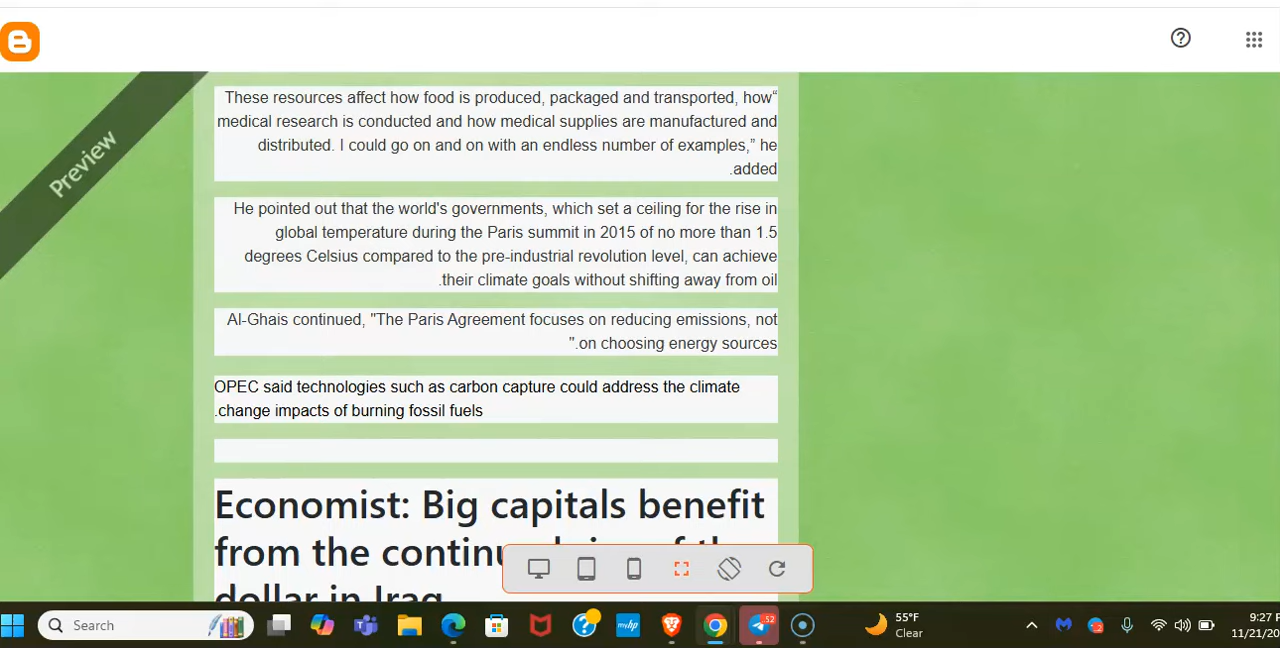 Preview
These resources affect how food is produced, packaged and transported, how“
medical research is conducted and how medical supplies are manufactured and
distributed. I could go on and on with an endless number of examples,” he
.added
He pointed out that the world's governments, which set a ceiling for the rise in
global temperature during the Paris summit in 2015 of no more than 1.5
degrees Celsius compared to the pre-industrial revolution level, can achieve
.their climate goals without shifting away from oil
Al-Ghais continued, "The Paris Agreement focuses on reducing emissions, not
".on choosing energy sources
OPEC said technologies such as carbon capture could address the climate
.change impacts of burning fossil fuels
Economist: Big capitals benefit
from the
dollar in Iraq
Search
myhp
52
55°F
Clear
9:27
11/21/20